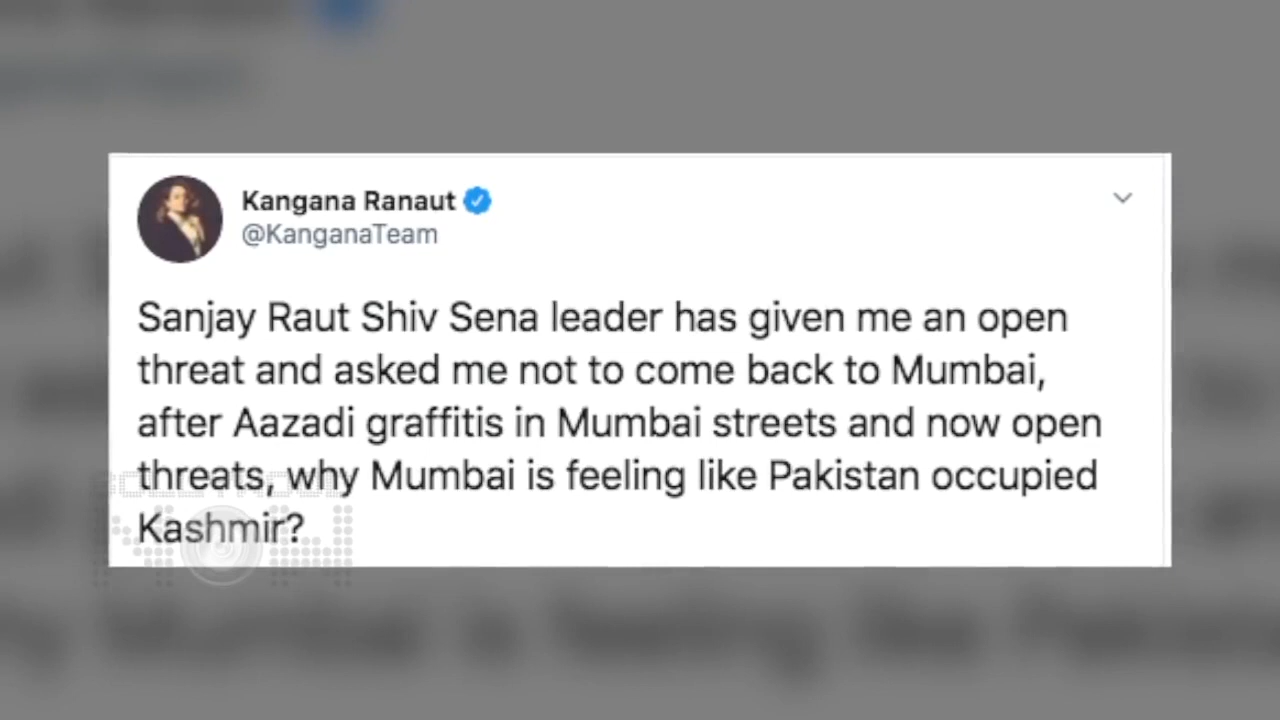 Kangana Ranaut
@KanganaTeam
Sanjay Raut Shiv Sena leader has given me an open
threat and asked me not to come back to Mumbai,
after Aazadi graffitis in Mumbai streets and now open
threats, why Mumbai is feeling like Pakistan occupied
Kashmir?